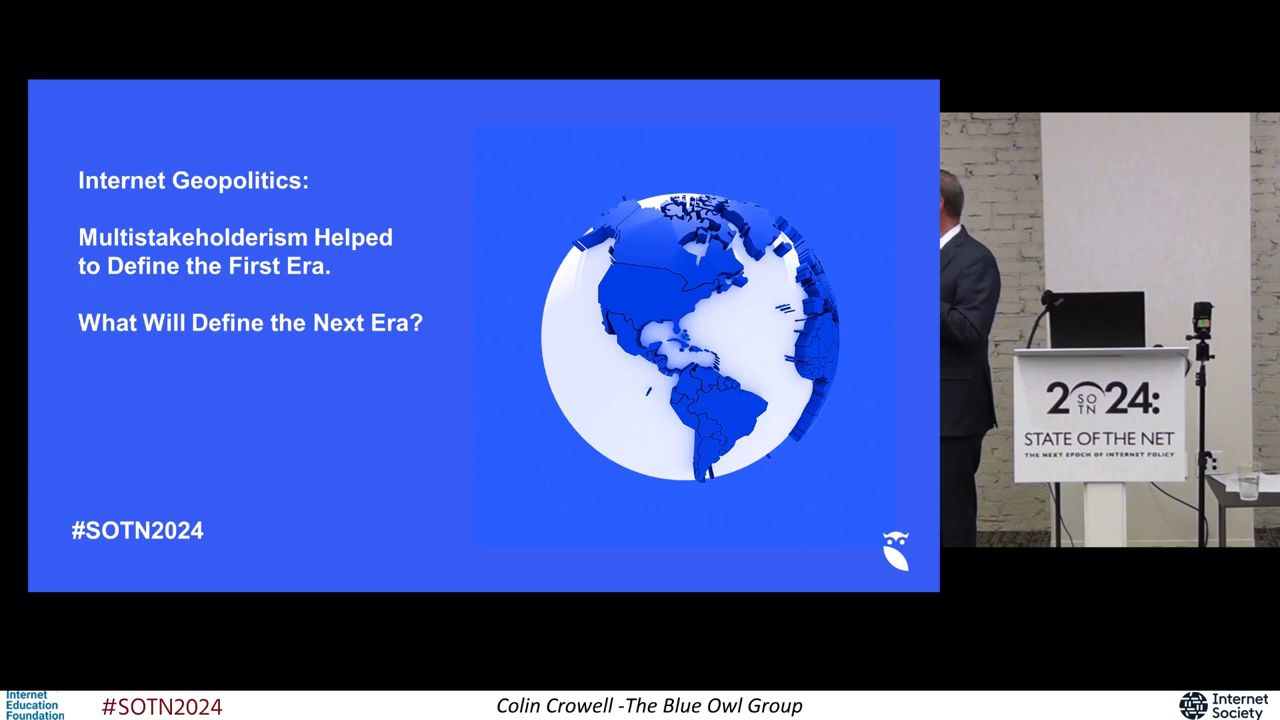 Internet Geopolitics:
Multistakeholderism Helped
to Define the First Era.
What Will Define the Next Era?
#SOTN2024
2024:
SO
TN
STATE OF THE NET
THE NEXT EPOCH OF INTERNET POLICY
Internet
Education
Foundation
#SOTN2024
Colin Crowell -The Blue Owl Group
Internet
Society